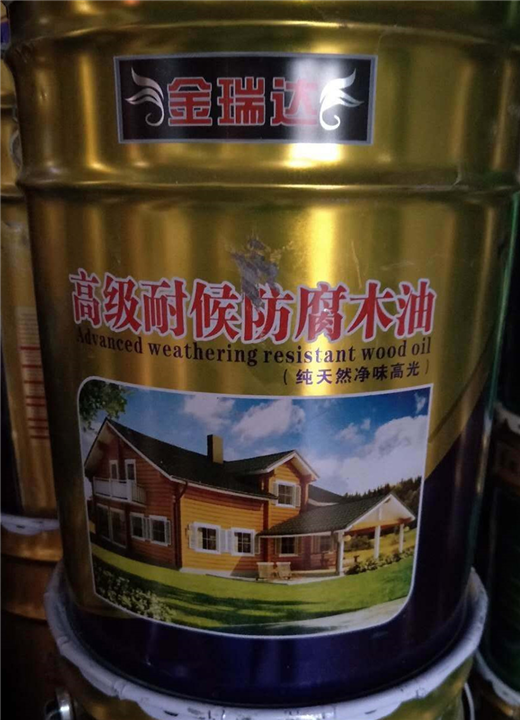 金瑞达
高级耐候防腐木油
Advanced weathering resistant wood oil
(纯天然净味高光)